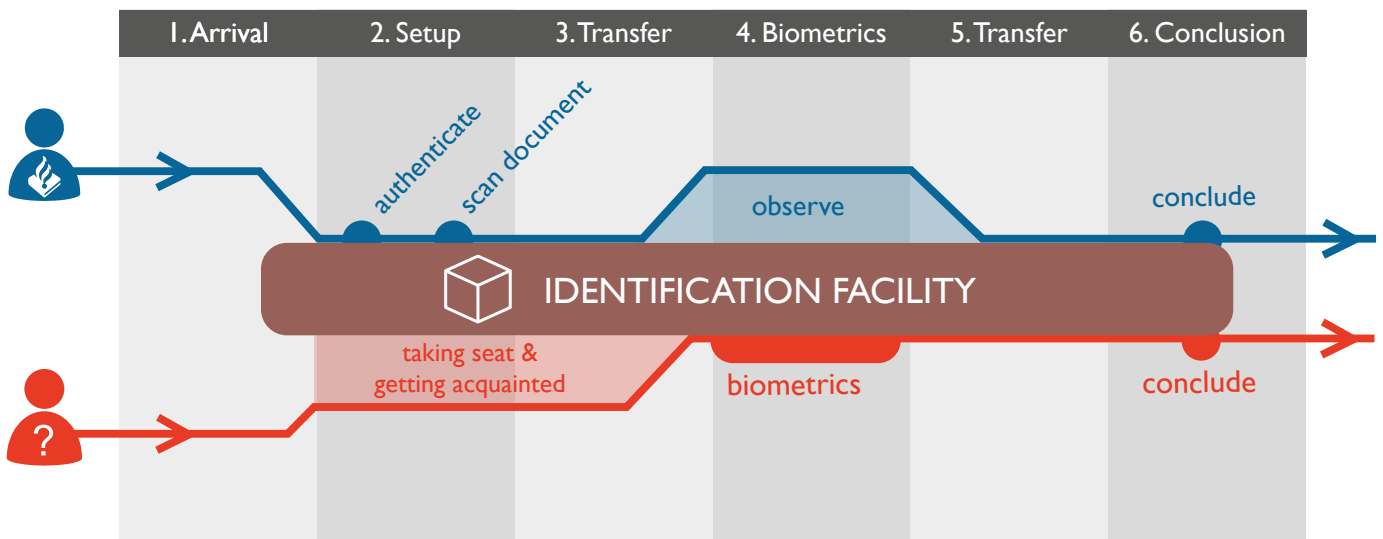 1. Arrival
2. Setup
3. Transfer
4. Biometrics
5. Transfer
6. Conclusion
authenticate
scan document
observe
conclude
IDENTIFICATION FACILITY
taking seat &
getting acquainted
biometrics
conclude
?